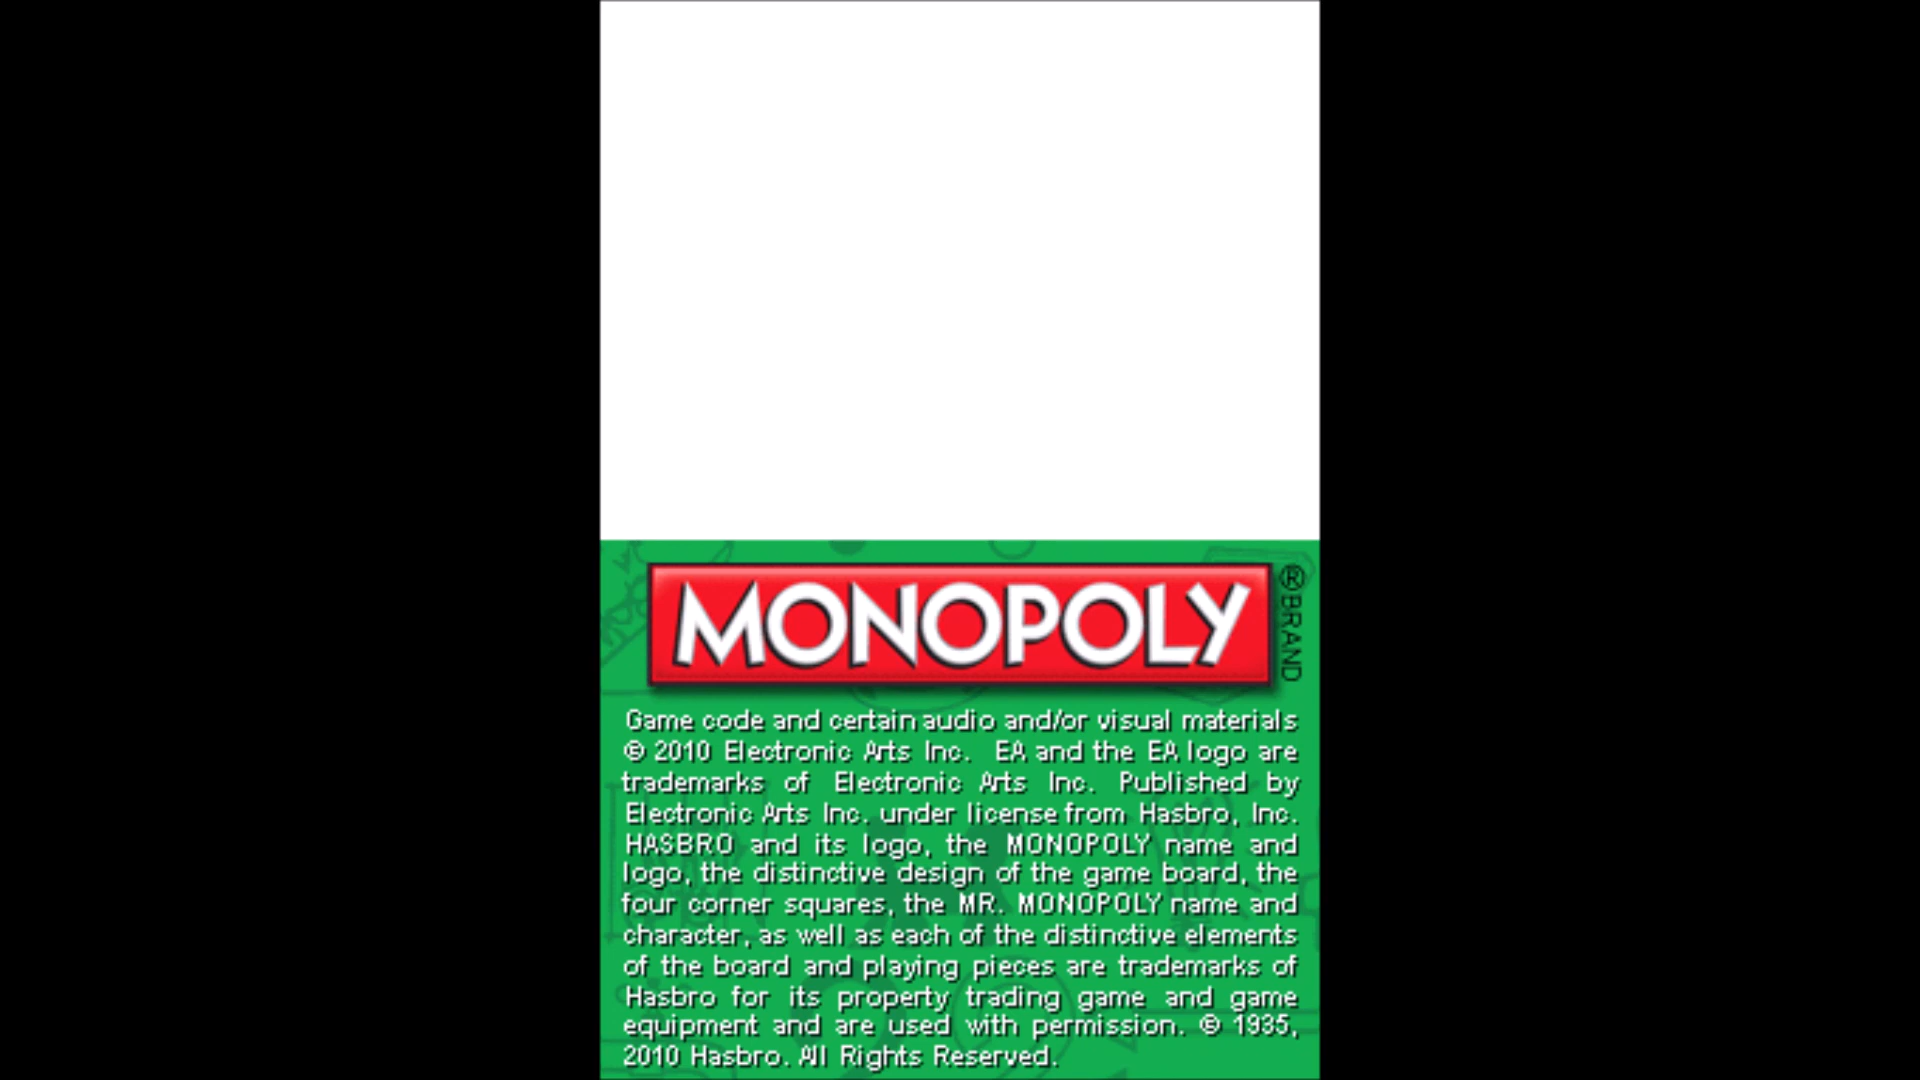 MONOPOLY
® BRAND
Game code and certain audio and/or visual materials
© 2010 Electronic Arts Inc. EA and the EA logo are
trademarks of Electronic Arts Inc. Published by
Electronic Arts Inc. under license from Hasbro, Inc.
HASBRO and its logo, the MONOPOLY name and
logo, the distinctive design of the game board, the
four corner squares, the MR. MONOPOLY name and
character, as well as each of the distinctive elements
of the board and playing pieces are trademarks of
Hasbro for its property trading game and game
equipment and are used with permission. © 1935,
2010 Hasbro. All Rights Reserved.